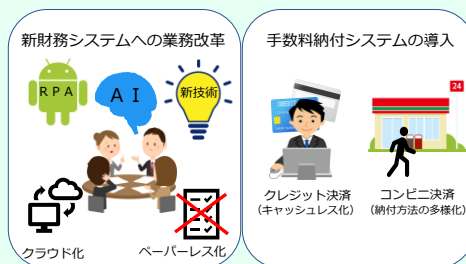 新財務システムへの業務改革
RPA
AI
新技術
クラウド化
ペーパーレス化
手数料納付システムの導入
CREDIT
24
クレジット決済
（キャッシュレス化）
コンビニ決済
（納付方法の多様化）